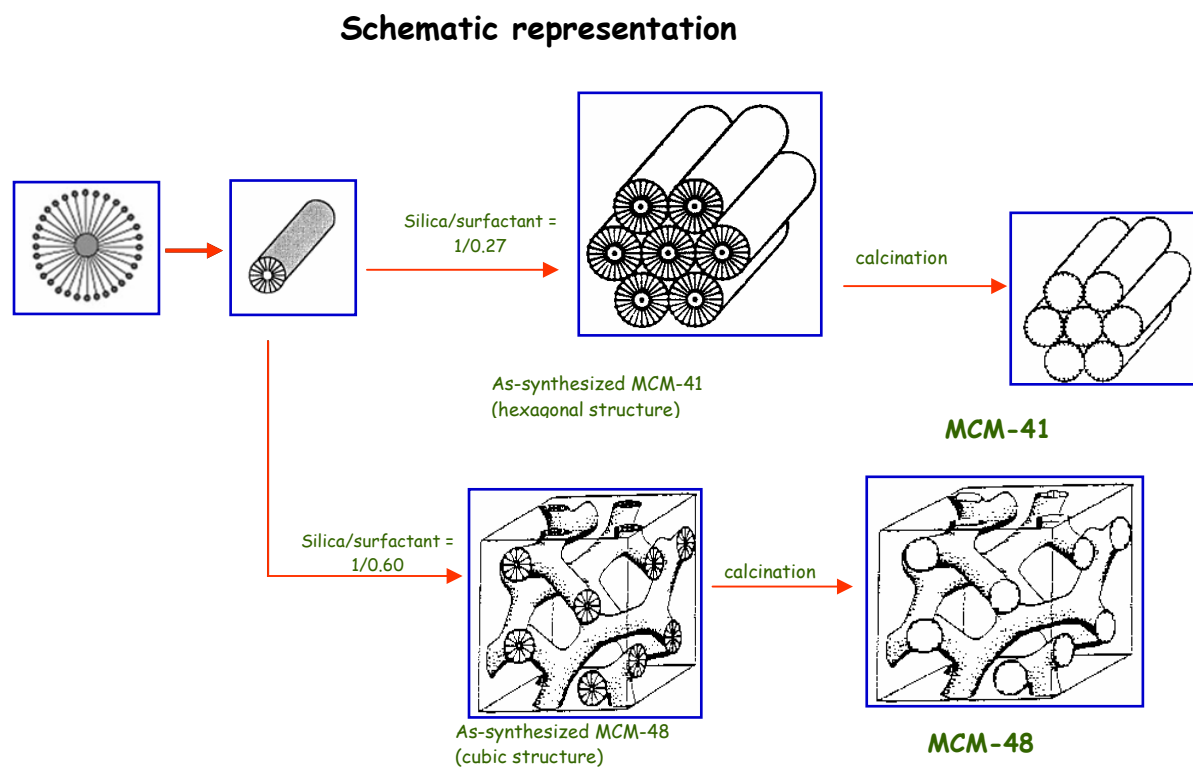 Schematic representation
Silica/surfactant =
1/0.27
calcination
As-synthesized MCM-41
(hexagonal structure)
MCM-41
Silica/surfactant =
1/0.60
calcination
As-synthesized MCM-48
(cubic structure)
MCM-48